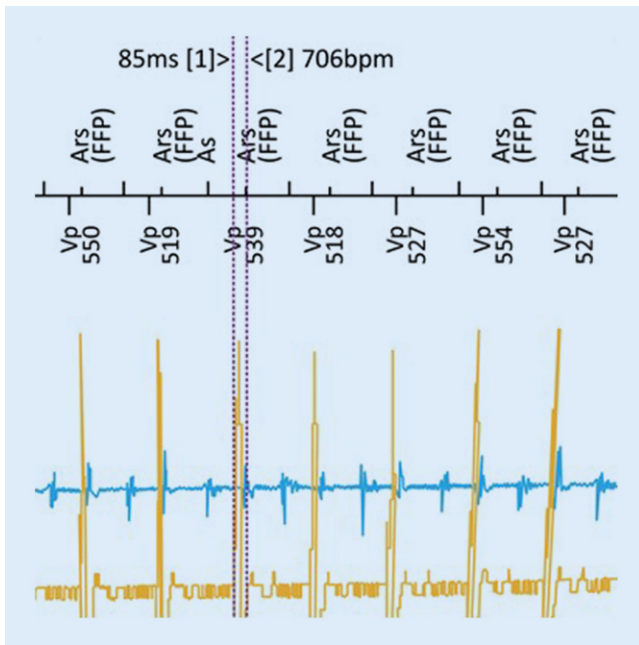 85ms [1]> <[2] 706bpm
Ars
(FFP)
Ars
(FFP)
As
Ars
(FFP)
Ars
(FFP)
Ars
(FFP)
Ars
(FFP)
Ars
(FFP)
Vp
550
Vp
519
Vp
539
Vp
518
Vp
527
Vp
554
Vp
527